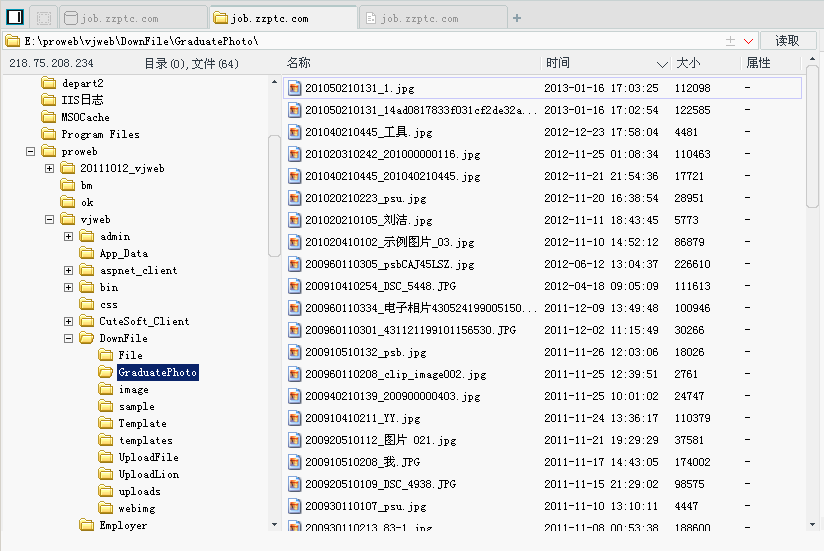 job.zzptc.com job.zzptc.com job.zzptc.com +
E:\proweb\vjweb\DownFile\GraduatePhoto\ 读取
218.75.208.234 目录(0),文件(64) 名称 时间 大小 属性
depart2
IIS日志
MSOCache
Program Files
proweb
20111012_vjweb
bm
ok
vjweb
admin
App_Data
aspnet_client
bin
css
CuteSoft_Client
DownFile
File
GraduatePhoto
image
sample
Template
templates
UploadFile
UploadLion
uploads
webimg
Employer
201050210131_1.jpg 2013-01-16 17:03:25 112098 -
201050210131_14ad0817833f031cf2de32a... 2013-01-16 17:02:54 122585 -
201040210445_工具.jpg 2012-12-23 17:58:04 4481 -
201020310242_201000000116.jpg 2012-11-25 01:08:34 110463 -
201040210445_201040210445.jpg 2012-11-21 21:54:36 17721 -
201020210223_psu.jpg 2012-11-20 16:38:54 28951 -
201020210105_刘洁.jpg 2012-11-11 18:43:45 5773 -
201020410102_示例图片_03.jpg 2012-11-10 14:52:12 86879 -
200960110305_psbCAJ45LSZ.jpg 2012-06-12 13:04:37 226610 -
200910410254_DSC_5448.JPG 2012-04-18 09:05:09 111613 -
200960110334_电子相片430524199005150... 2011-12-09 13:49:48 100946 -
200960110301_431121199101156530.JPG 2011-12-02 11:15:49 30266 -
200910510132_psb.jpg 2011-11-26 12:03:06 18026 -
200960110208_clip_image002.jpg 2011-11-25 12:39:51 2761 -
200940210139_200900000403.jpg 2011-11-25 10:01:02 24747 -
200910410211_YY.jpg 2011-11-24 13:36:17 110379 -
200920510112_图片 021.jpg 2011-11-21 19:29:29 37581 -
200910510208_我.JPG 2011-11-17 14:43:05 174002 -
200920510109_DSC_4938.JPG 2011-11-15 21:29:02 98575 -
200930110107_psu.jpg 2011-11-10 13:10:11 4447 -
200930110213_83-1.jpg 2011-11-08 00:53:38 188600 -